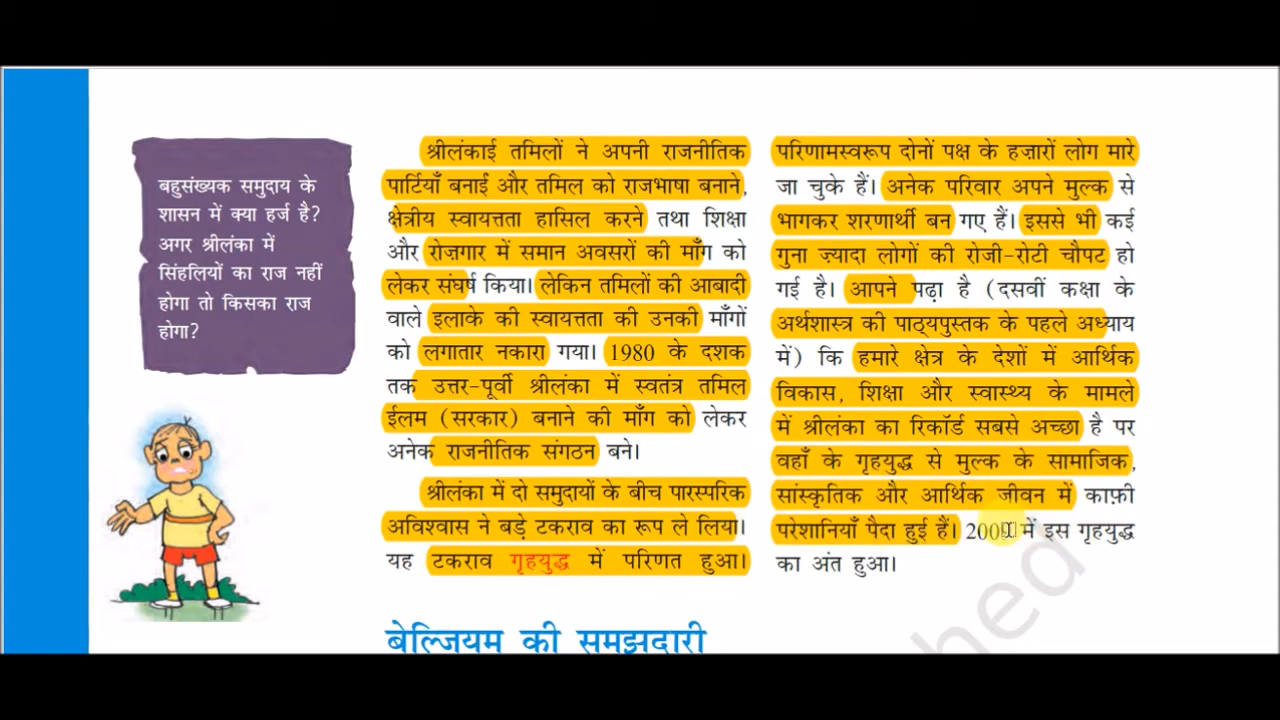 बहुसंख्यक समुदाय के
शासन में क्या हर्ज है?
अगर श्रीलंका में
सिंहलियों का राज नहीं
होगा तो किसका राज
होगा?
श्रीलंकाई तमिलों ने अपनी राजनीतिक
पार्टियाँ बनाईं और तमिल को राजभाषा बनाने,
क्षेत्रीय स्वायत्तता हासिल करने तथा शिक्षा
और रोज़गार में समान अवसरों की माँग को
लेकर संघर्ष किया। लेकिन तमिलों की आबादी
वाले इलाके की स्वायत्तता की उनकी माँगों
को लगातार नकारा गया। 1980 के दशक
तक उत्तर-पूर्वी श्रीलंका में स्वतंत्र तमिल
ईलम (सरकार) बनाने की माँग को लेकर
अनेक राजनीतिक संगठन बने।
श्रीलंका में दो समुदायों के बीच पारस्परिक
अविश्वास ने बड़े टकराव का रूप ले लिया।
यह टकराव गृहयुद्ध में परिणत हुआ।
परिणामस्वरूप दोनों पक्ष के हज़ारों लोग मारे
जा चुके हैं। अनेक परिवार अपने मुल्क से
भागकर शरणार्थी बन गए हैं। इससे भी कई
गुना ज़्यादा लोगों की रोजी-रोटी चौपट हो
गई है। आपने पढ़ा है (दसवीं कक्षा के
अर्थशास्त्र की पाठ्यपुस्तक के पहले अध्याय
में) कि हमारे क्षेत्र के देशों में आर्थिक
विकास, शिक्षा और स्वास्थ्य के मामले
में श्रीलंका का रिकॉर्ड सबसे अच्छा है पर
वहाँ के गृहयुद्ध से मुल्क के सामाजिक,
सांस्कृतिक और आर्थिक जीवन में काफ़ी
परेशानियाँ पैदा हुई हैं। में इस गृहयुद्ध
का अंत हुआ।
बेल्जियम की समझदारी
hed